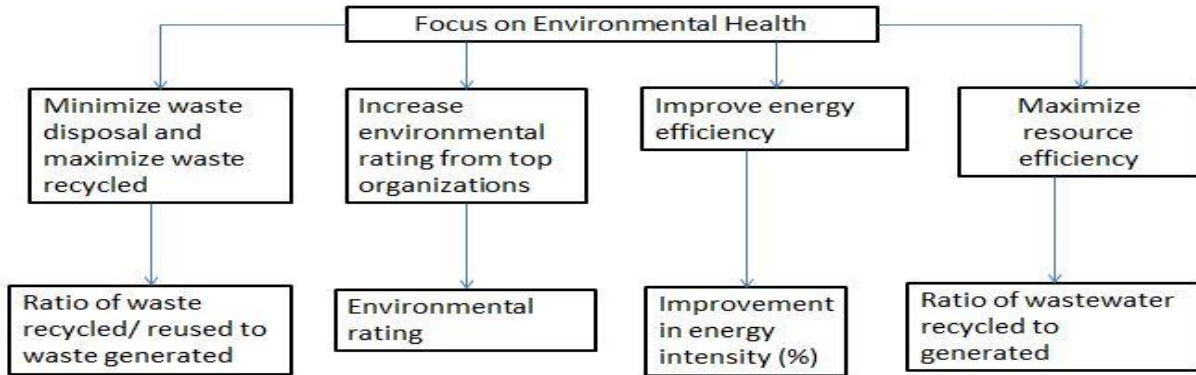 Focus on Environmental Health
Minimize waste
disposal and
maximize waste
recycled
Increase
environmental
rating from top
organizations
Improve energy
efficiency
Maximize
resource
efficiency
Ratio of waste
recycled/ reused to
waste generated
Environmental
rating
Improvement
in energy
intensity (%)
Ratio of wastewater
recycled to
generated